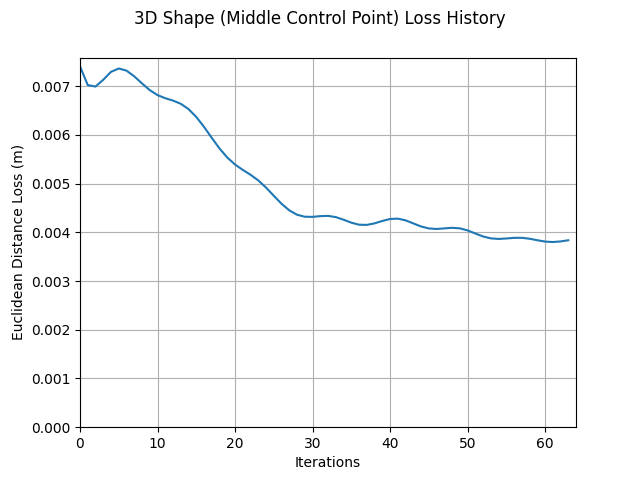 3D Shape (Middle Control Point) Loss History
Euclidean Distance Loss (m)
0.007
0.006
0.005
0.004
0.003
0.002
0.001
0.000
0 10 20 30 40 50 60
Iterations